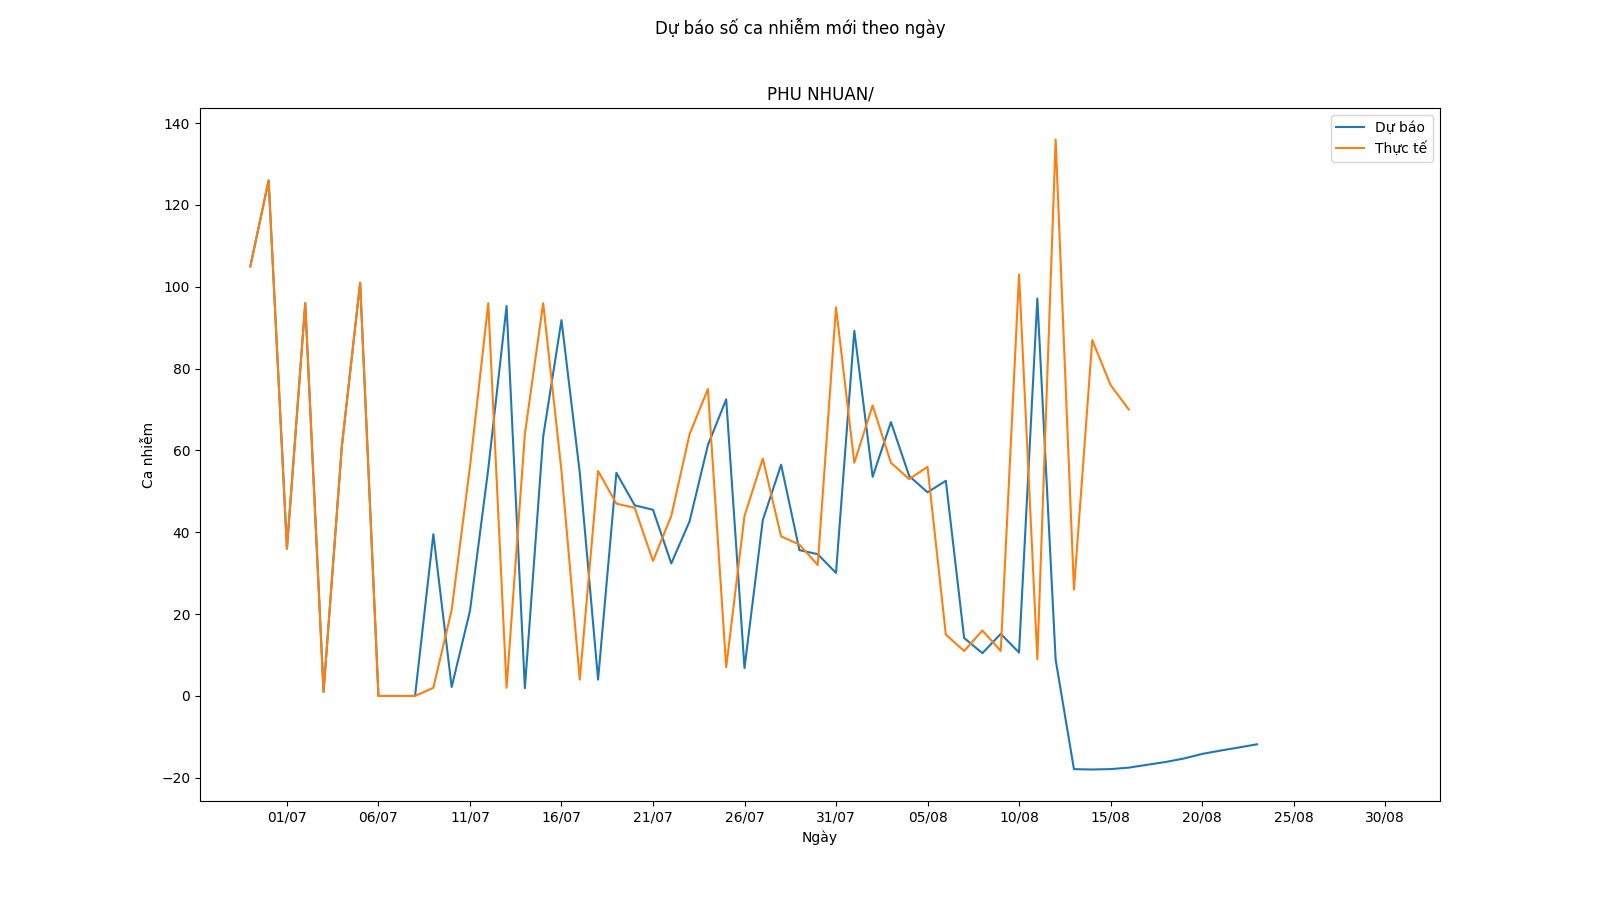 Dự báo số ca nhiễm mới theo ngày
PHU NHUAN/
Dự báo
Thực tế
140
120
100
80
60
40
20
0
−20
Ca nhiễm
01/07 06/07 11/07 16/07 21/07 26/07 31/07 05/08 10/08 15/08 20/08 25/08 30/08
Ngày